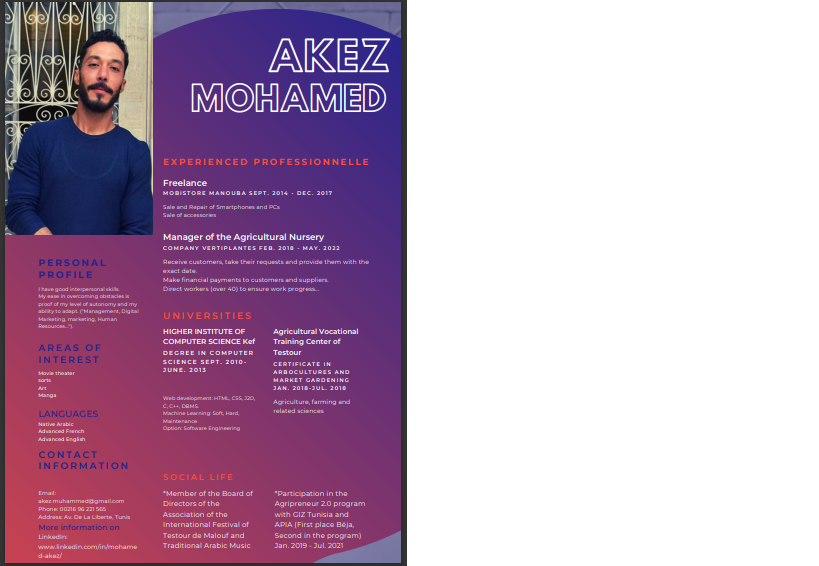 AKEZ
MOHAMED
EXPERIENCED PROFESSIONNELLE
Freelance
MOBISTORE MANOUBA SEPT. 2014 - DEC. 2017
Sale and Repair of Smartphones and PCs
Sale of accessories
Manager of the Agricultural Nursery
COMPANY VERTIPLANTES FEB. 2018 - MAY. 2022
Receive customers, take their requests and provide them with the
exact date.
Make financial payments to customers and suppliers.
Direct workers (over 40) to ensure work progress...
UNIVERSITIES
HIGHER INSTITUTE OF
COMPUTER SCIENCE Kef
DEGREE IN COMPUTER
SCIENCE SEPT. 2010-
JUNE. 2013
Web development: HTML, CSS, J2O,
C, C++, DBMS.
Machine Learning: Soft, Hard,
Maintenance.
Option: Software Engineering
Agricultural Vocational
Training Center of
Testour
CERTIFICATE IN
ARBOCULTURES AND
MARKET GARDENING
JAN. 2018-JUL. 2018
Agriculture, farming and
related sciences
SOCIAL LIFE
*Member of the Board of
Directors of the
Association of the
International Festival of
Testour de Malouf and
Traditional Arabic Music
*Participation in the
Agripreneur 2.0 program
with GIZ Tunisia and
APIA (First place Béja,
Second in the program)
Jan. 2019 - Jul. 2021
PERSONAL
PROFILE
I have good interpersonal skills.
My ease in overcoming obstacles is
proof of my level of autonomy and my
ability to adapt. ("Management, Digital
Marketing, marketing, Human
Resources...").
AREAS OF
INTEREST
Movie theater
sorts
Art
Manga
LANGUAGES
Native Arabic
Advanced French
Advanced English
CONTACT
INFORMATION
Email:
akez.muhammed@gmail.com
Phone: 00216 96 221 565
Address: Av. De La Liberte, Tunis
More information on
LinkedIn:
www.linkedin.com/in/mohame
d-akez/